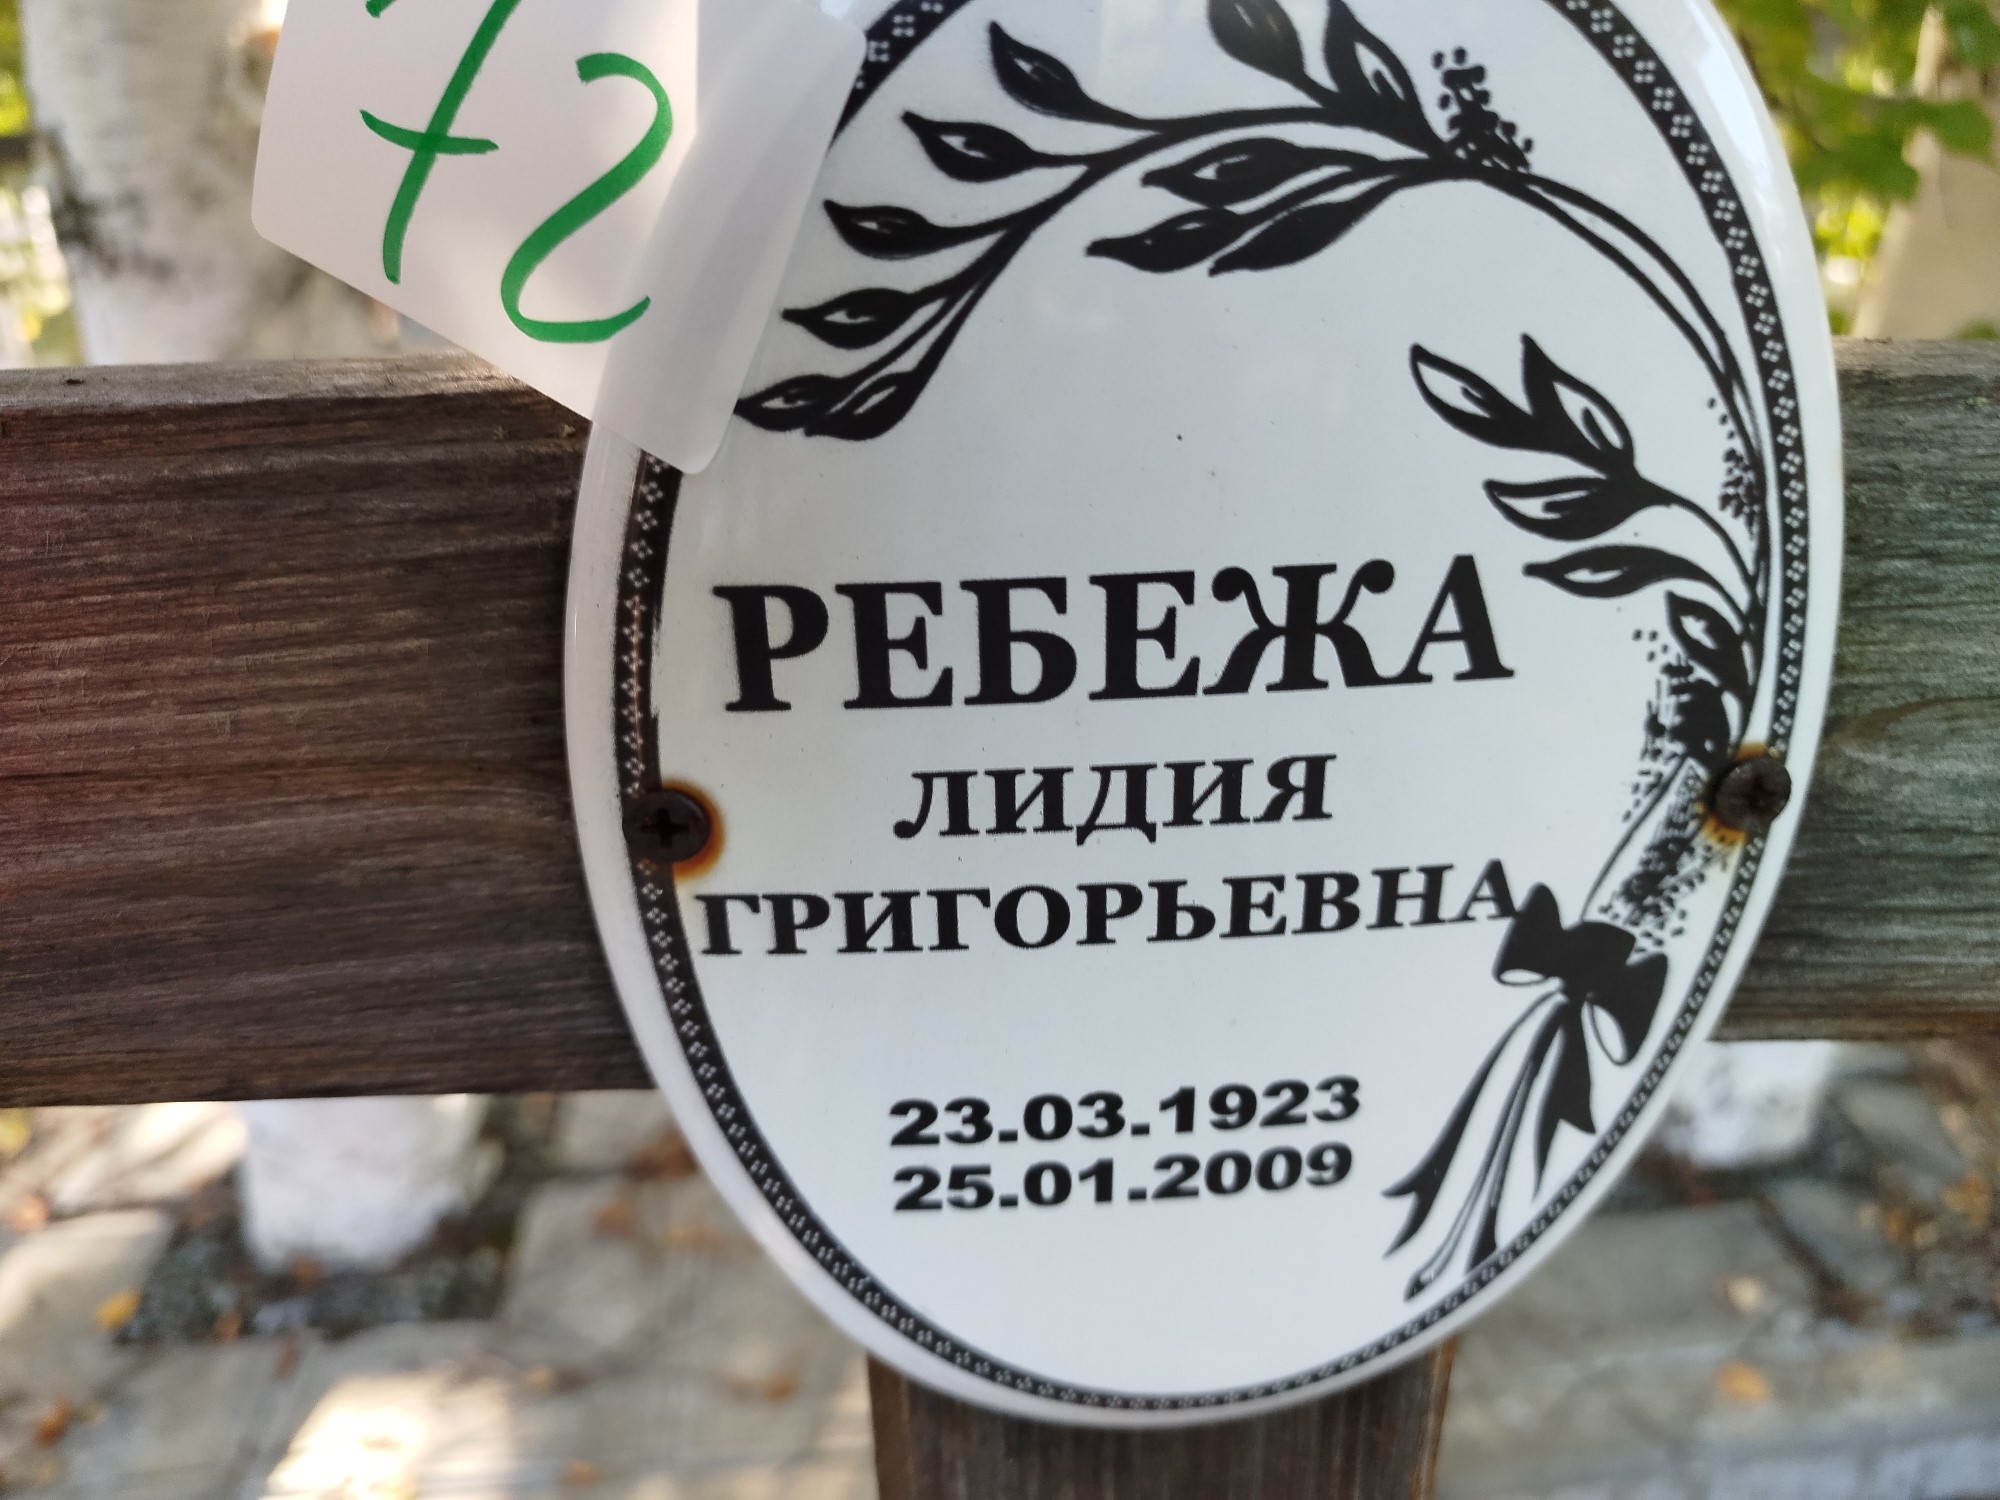 72
РЕБЕЖА
ЛИДИЯ
ГРИГОРЬЕВНА
23.03.1923
25.01.2009